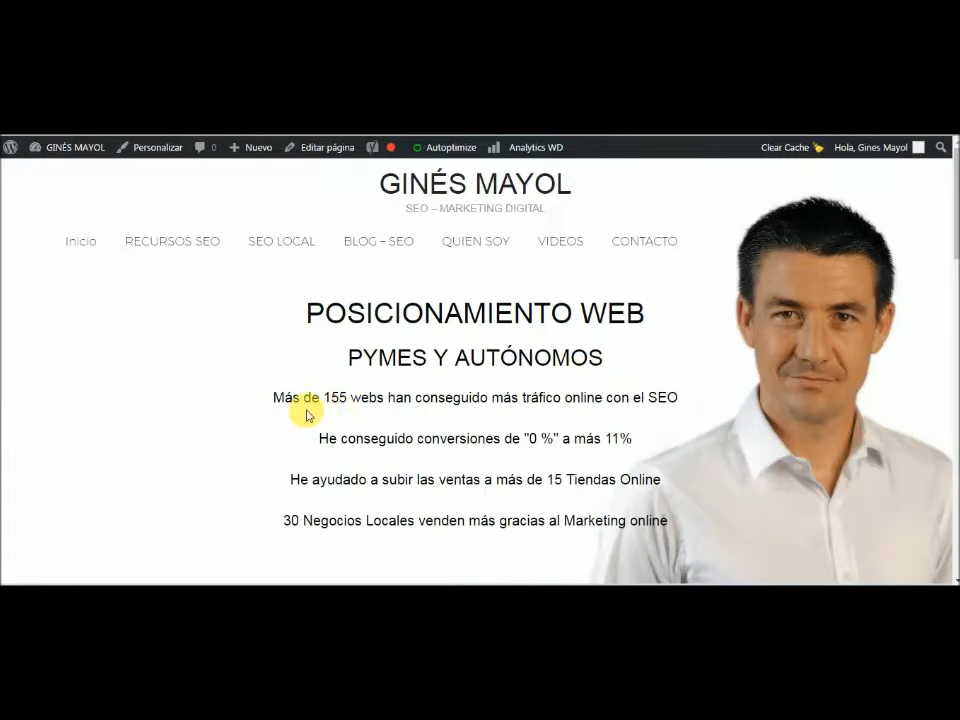 GINÉS MAYOL Personalizar 0 Nuevo Editar página Autoptimize Analytics WD Clear Cache Hola, Gines Mayol
GINÉS MAYOL
SEO – MARKETING DIGITAL
Inicio RECURSOS SEO SEO LOCAL BLOG – SEO QUIEN SOY VIDEOS CONTACTO
POSICIONAMIENTO WEB
PYMES Y AUTÓNOMOS
Más de 155 webs han conseguido más tráfico online con el SEO
He conseguido conversiones de "0 %" a más 11%
He ayudado a subir las ventas a más de 15 Tiendas Online
30 Negocios Locales venden más gracias al Marketing online